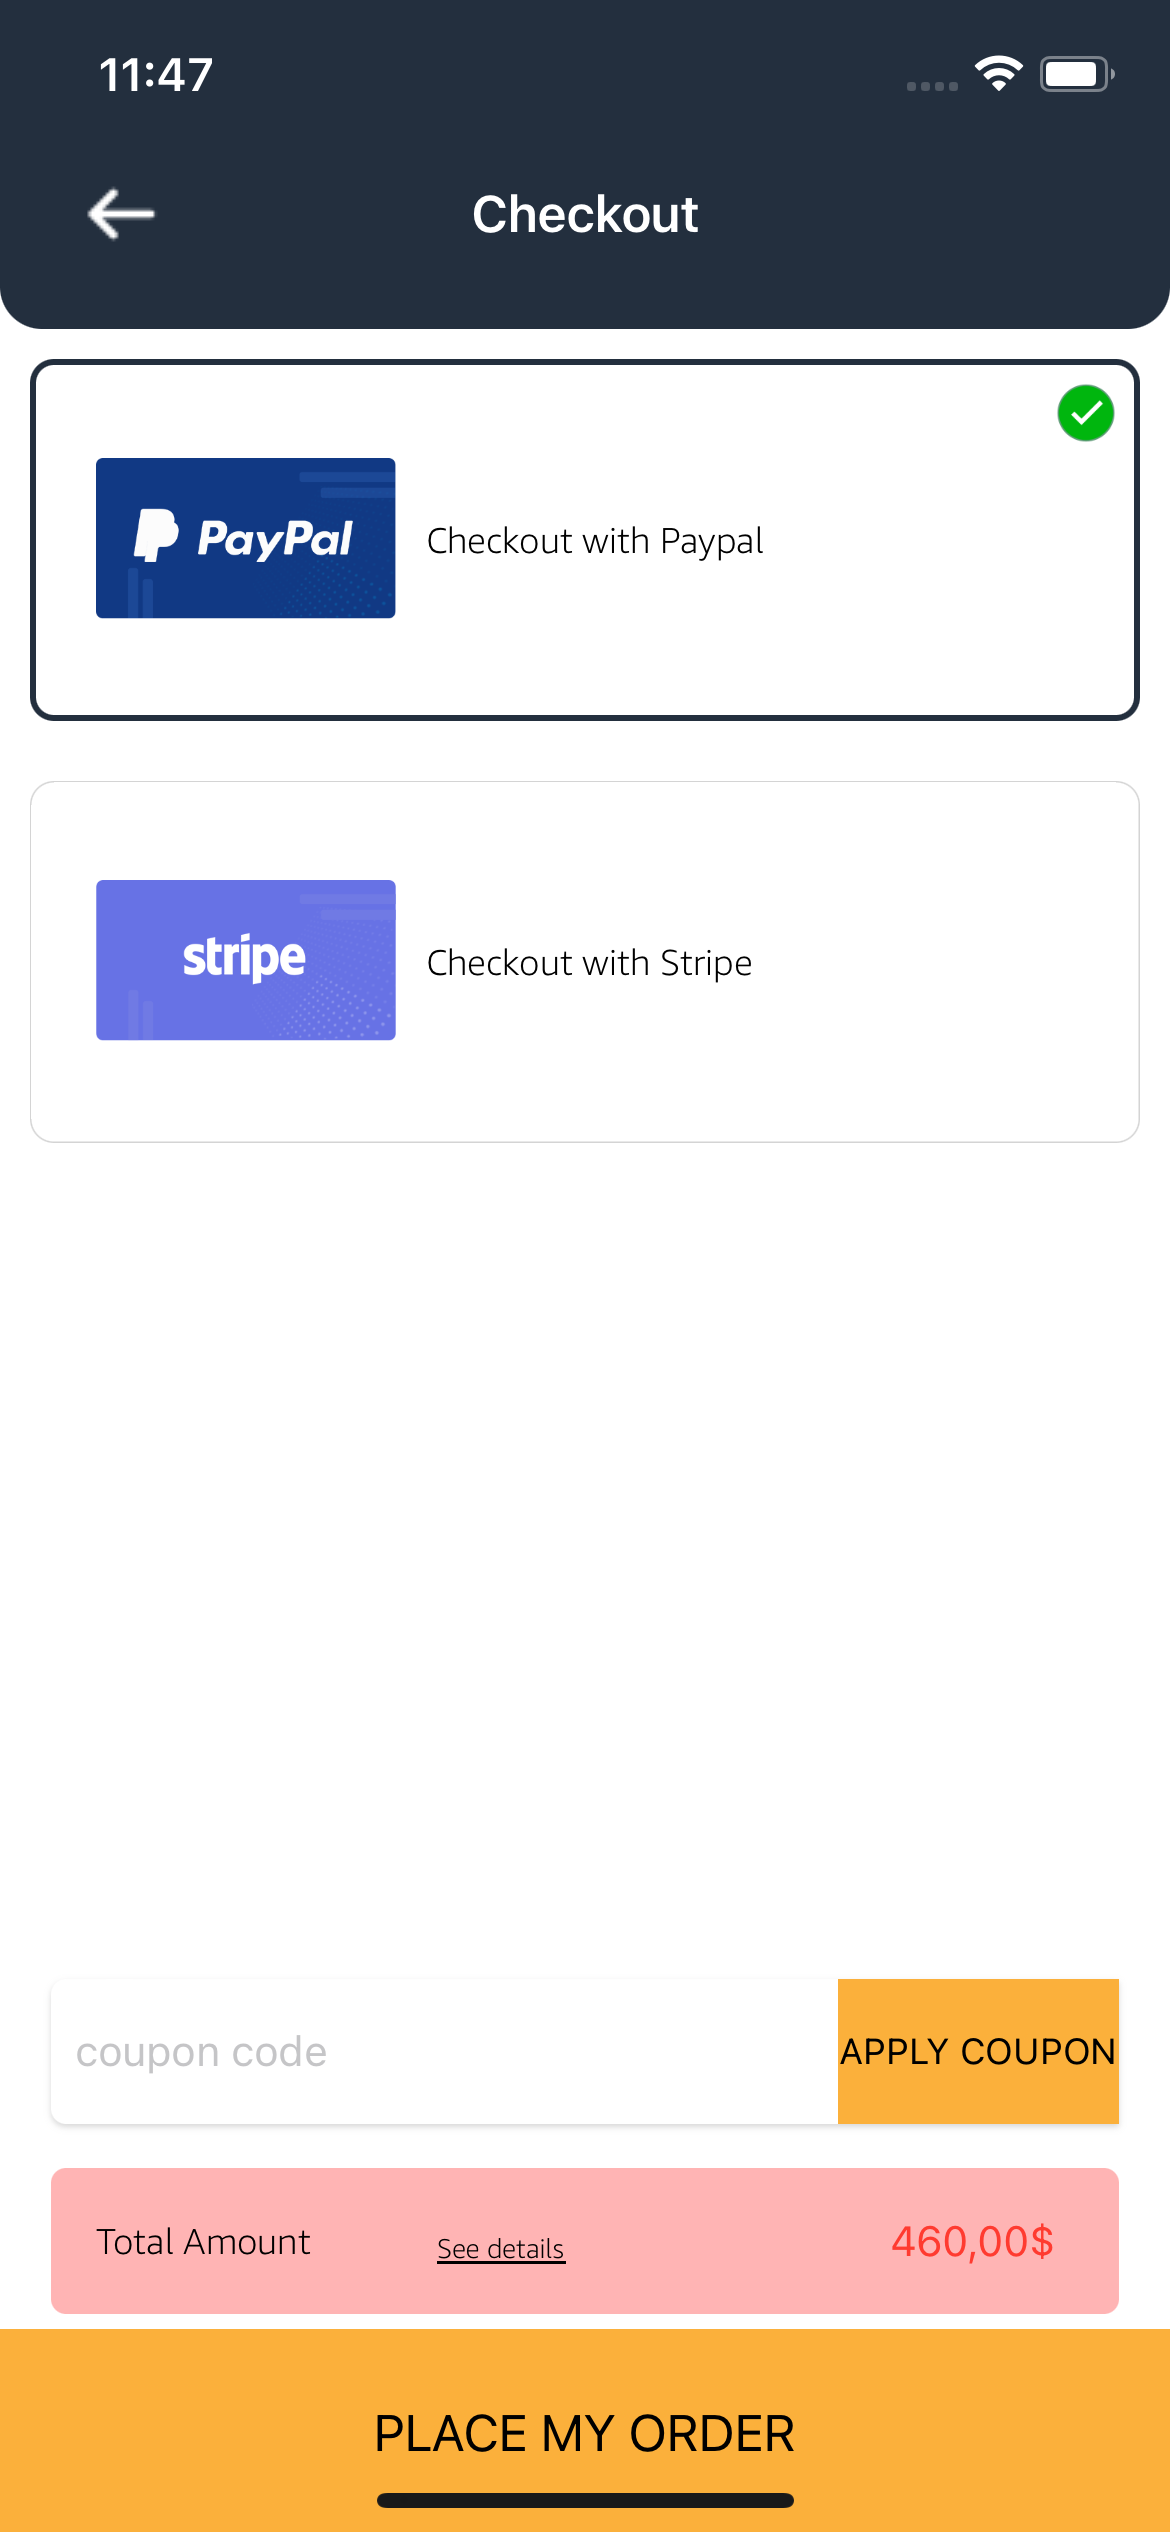 11:47
Checkout
PayPal
Checkout with Paypal
stripe
Checkout with Stripe
coupon code
APPLY COUPON
Total Amount
See details
460,00$
PLACE MY ORDER